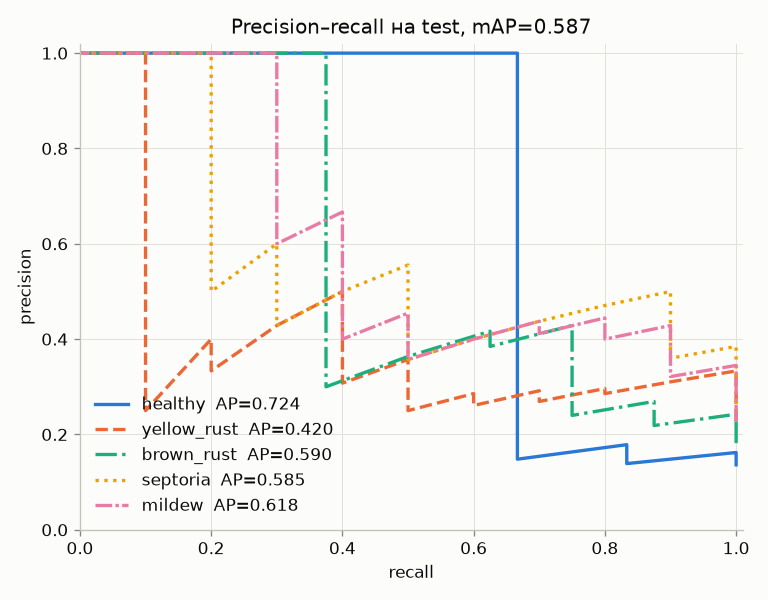 Precision–recall на test, mAP=0.587
precision
1.0
0.8
0.6
0.4
0.2
0.0
healthy AP=0.724
yellow_rust AP=0.420
brown_rust AP=0.590
septoria AP=0.585
mildew AP=0.618
0.0 0.2 0.4 0.6 0.8 1.0
recall